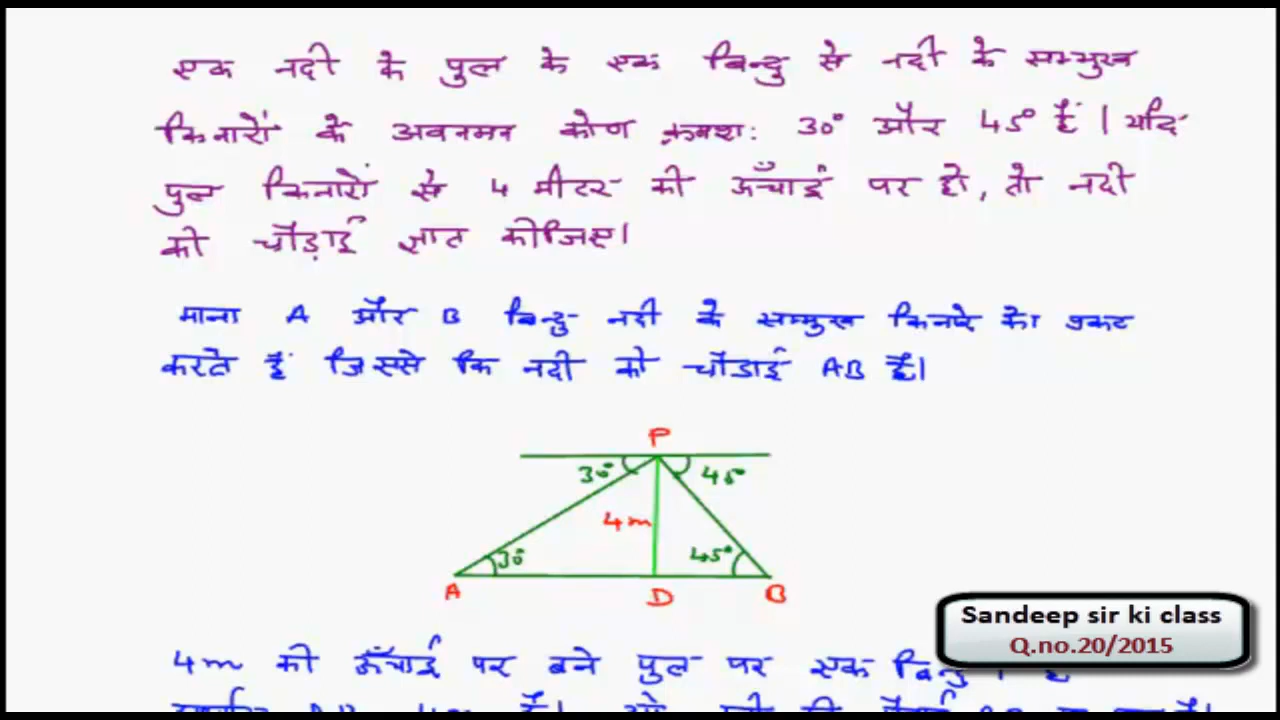 एक नदी के पुल के एक बिन्दु से नदी के सम्मुख
किनारों के अवनमन कोण क्रमशः 30° और 45° हैं। यदि
पुल किनारों से 4 मीटर की ऊँचाई पर हो, तो नदी
की चौड़ाई ज्ञात कीजिए।
माना A और B बिन्दु नदी के सम्मुख किनारे को प्रकट
करते हैं जिससे कि नदी की चौडाई AB है।
P
30° 45°
4m
30° 45°
A D B
Sandeep sir ki class
Q.no.20/2015
4m की ऊँचाई पर बने पुल पर एक बिन्दु